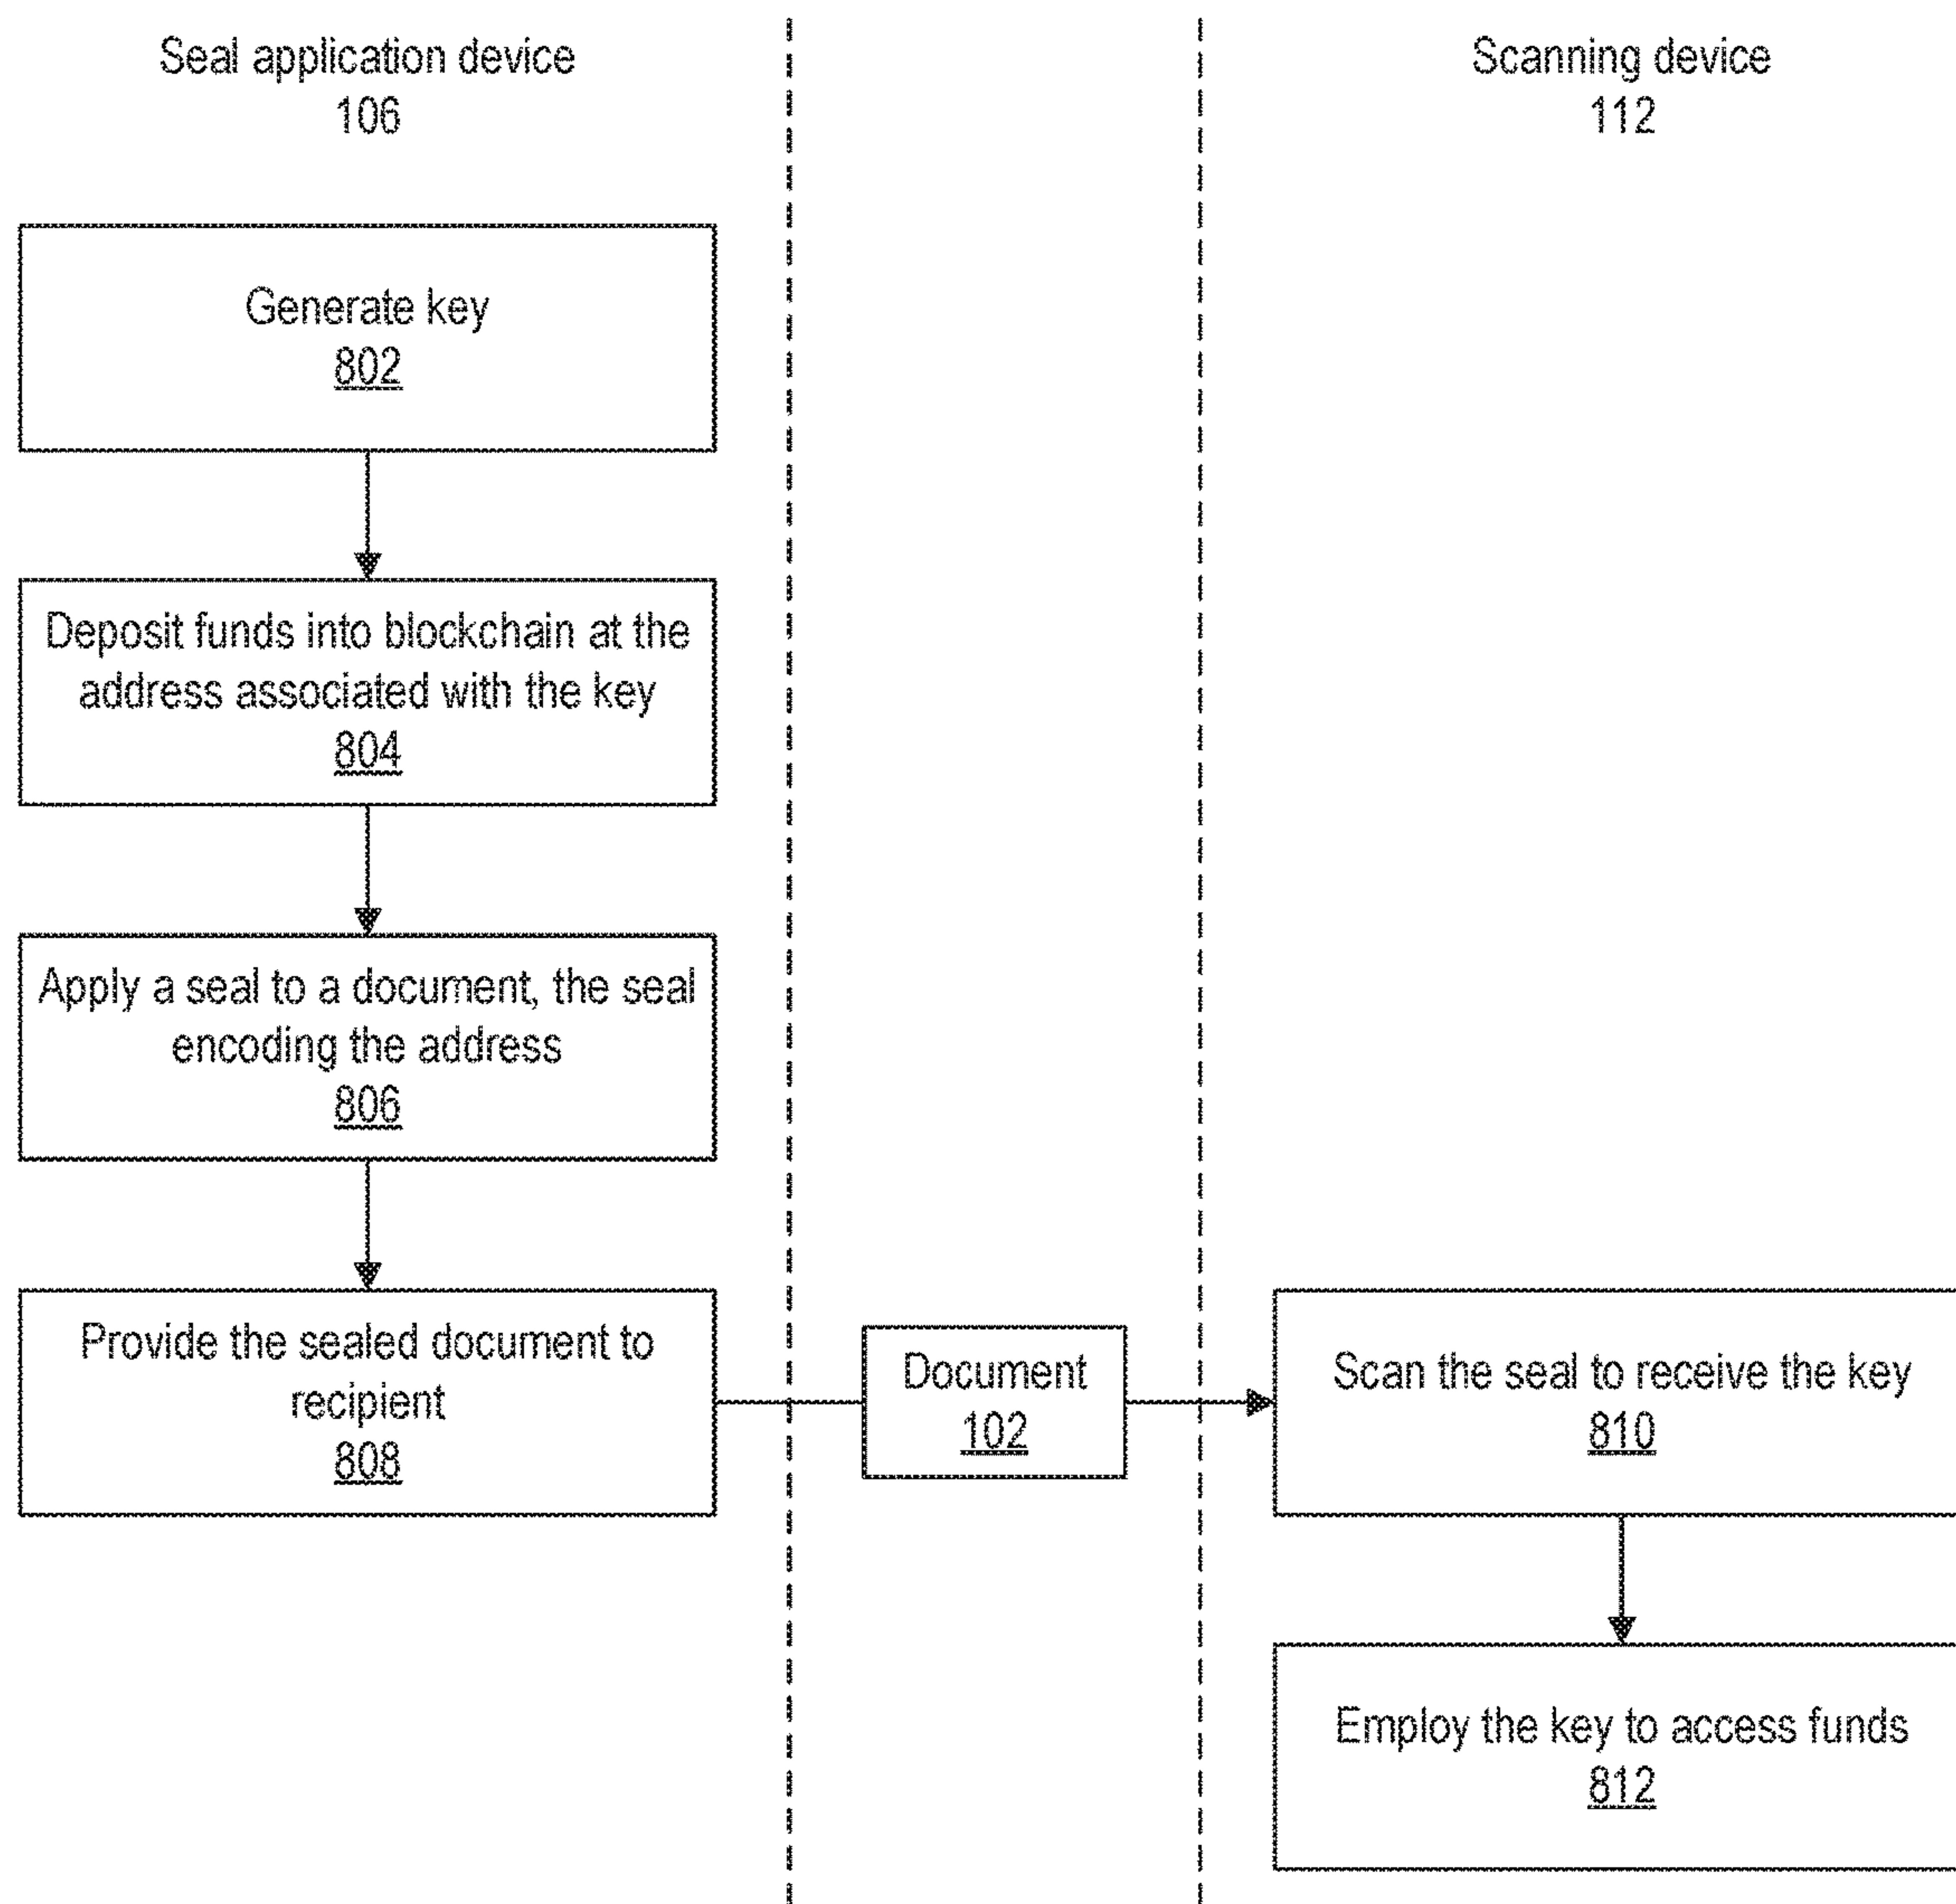 Seal application device
106
Scanning device
112
Generate key
802
Deposit funds into blockchain at the
address associated with the key
804
Apply a seal to a document, the seal
encoding the address
806
Provide the sealed document to
recipient
808
Document
102
Scan the seal to receive the key
810
Employ the key to access funds
812